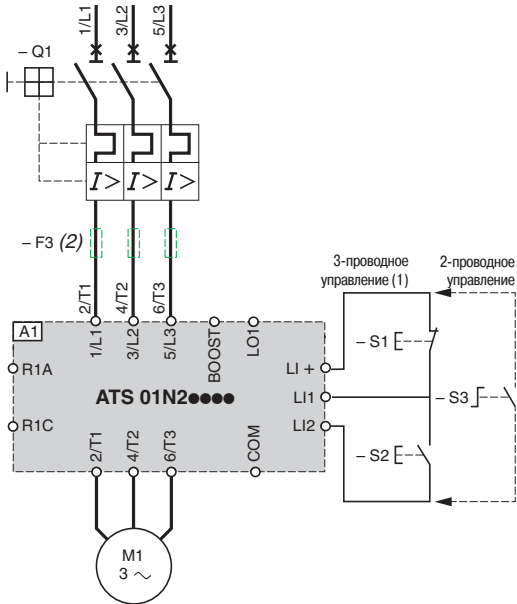 1/L1
3/L2
5/L3
– Q1
I>
I>
I>
– F3 (2)
2/T1
4/T2
6/T3
3-проводное
управление (1)
2-проводное
управление
A1
1/L1
3/L2
5/L3
BOOST
LO1
R1A
LI +
– S1
ATS 01N2●●●●
LI1
– S3
R1C
LI2
2/T1
4/T2
6/T3
COM
– S2
M1
3 ~